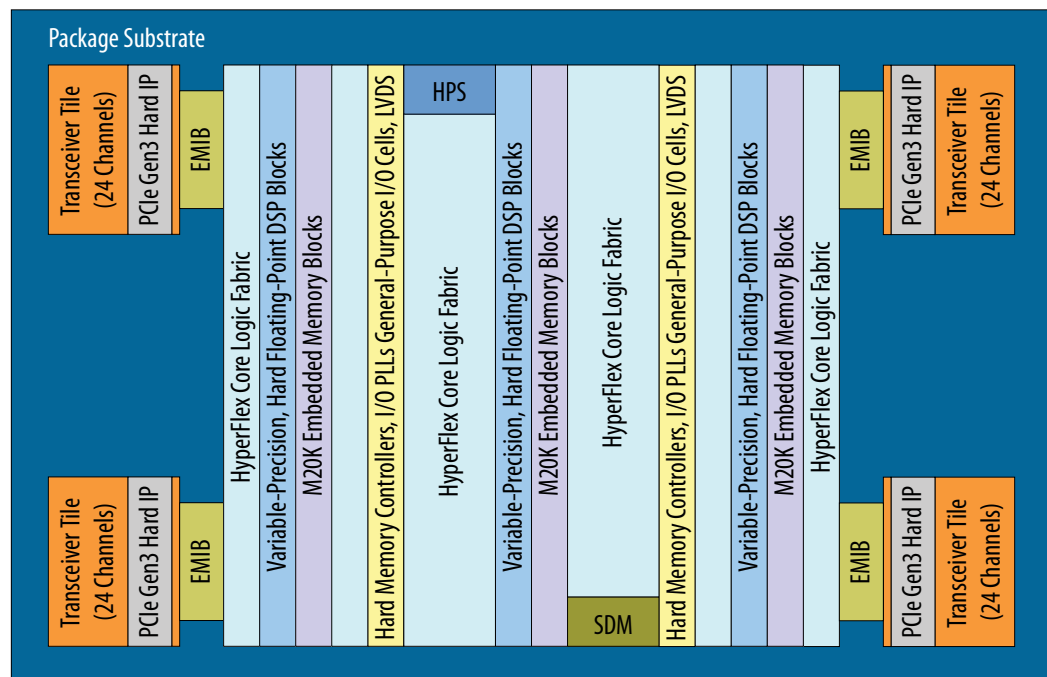 Package Substrate
Transceiver Tile
(24 Channels)
PCIe Gen3 Hard IP
EMIB
Transceiver Tile
(24 Channels)
PCIe Gen3 Hard IP
EMIB
HyperFlex Core Logic Fabric
Variable-Precision, Hard Floating-Point DSP Blocks
M20K Embedded Memory Blocks
Hard Memory Controllers, I/O PLLs General-Purpose I/O Cells, LVDS
HPS
HyperFlex Core Logic Fabric
Variable-Precision, Hard Floating-Point DSP Blocks
M20K Embedded Memory Blocks
HyperFlex Core Logic Fabric
SDM
Hard Memory Controllers, I/O PLLs General-Purpose I/O Cells, LVDS
Variable-Precision, Hard Floating-Point DSP Blocks
M20K Embedded Memory Blocks
HyperFlex Core Logic Fabric
EMIB
PCIe Gen3 Hard IP
Transceiver Tile
(24 Channels)
EMIB
PCIe Gen3 Hard IP
Transceiver Tile
(24 Channels)